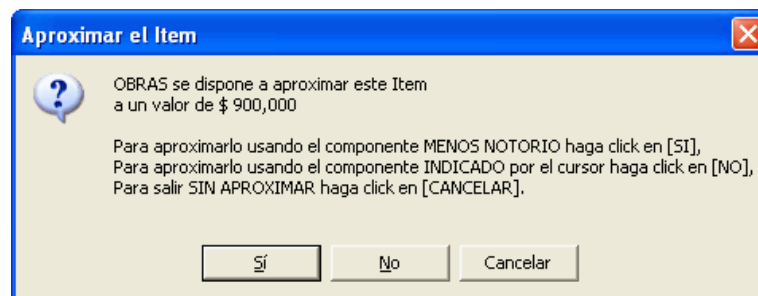 Aproximar el Item
OBRAS se dispone a aproximar este Item
a un valor de $ 900,000
Para aproximarlo usando el componente MENOS NOTORIO haga click en [SI],
Para aproximarlo usando el componente INDICADO por el cursor haga click en [NO],
Para salir SIN APROXIMAR haga click en [CANCELAR].
Sí No Cancelar